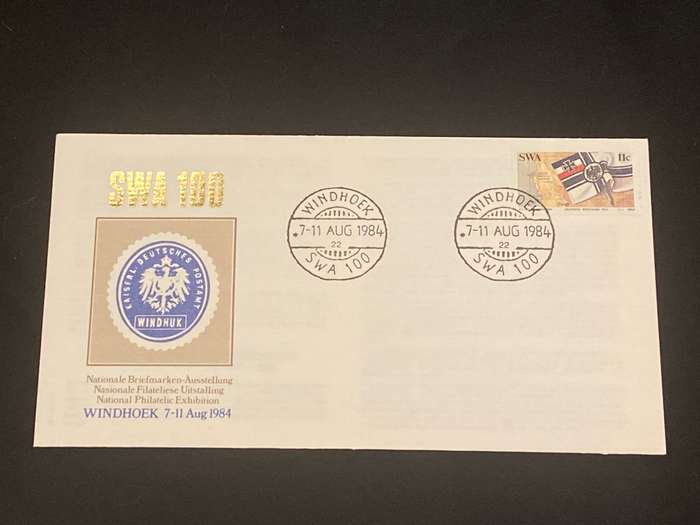 SWA 100
KAISERL. DEUTSCHES POSTAMT
WINDHUK
Nationale Briefmarken-Ausstellung
Nasionale Filateliese Uitstalling
National Philatelic Exhibition
WINDHOEK 7-11 Aug 1984
WINDHOEK
7-11 AUG 1984
22
SWA 100
WINDHOEK
7-11 AUG 1984
22
SWA 100
SWA 11c